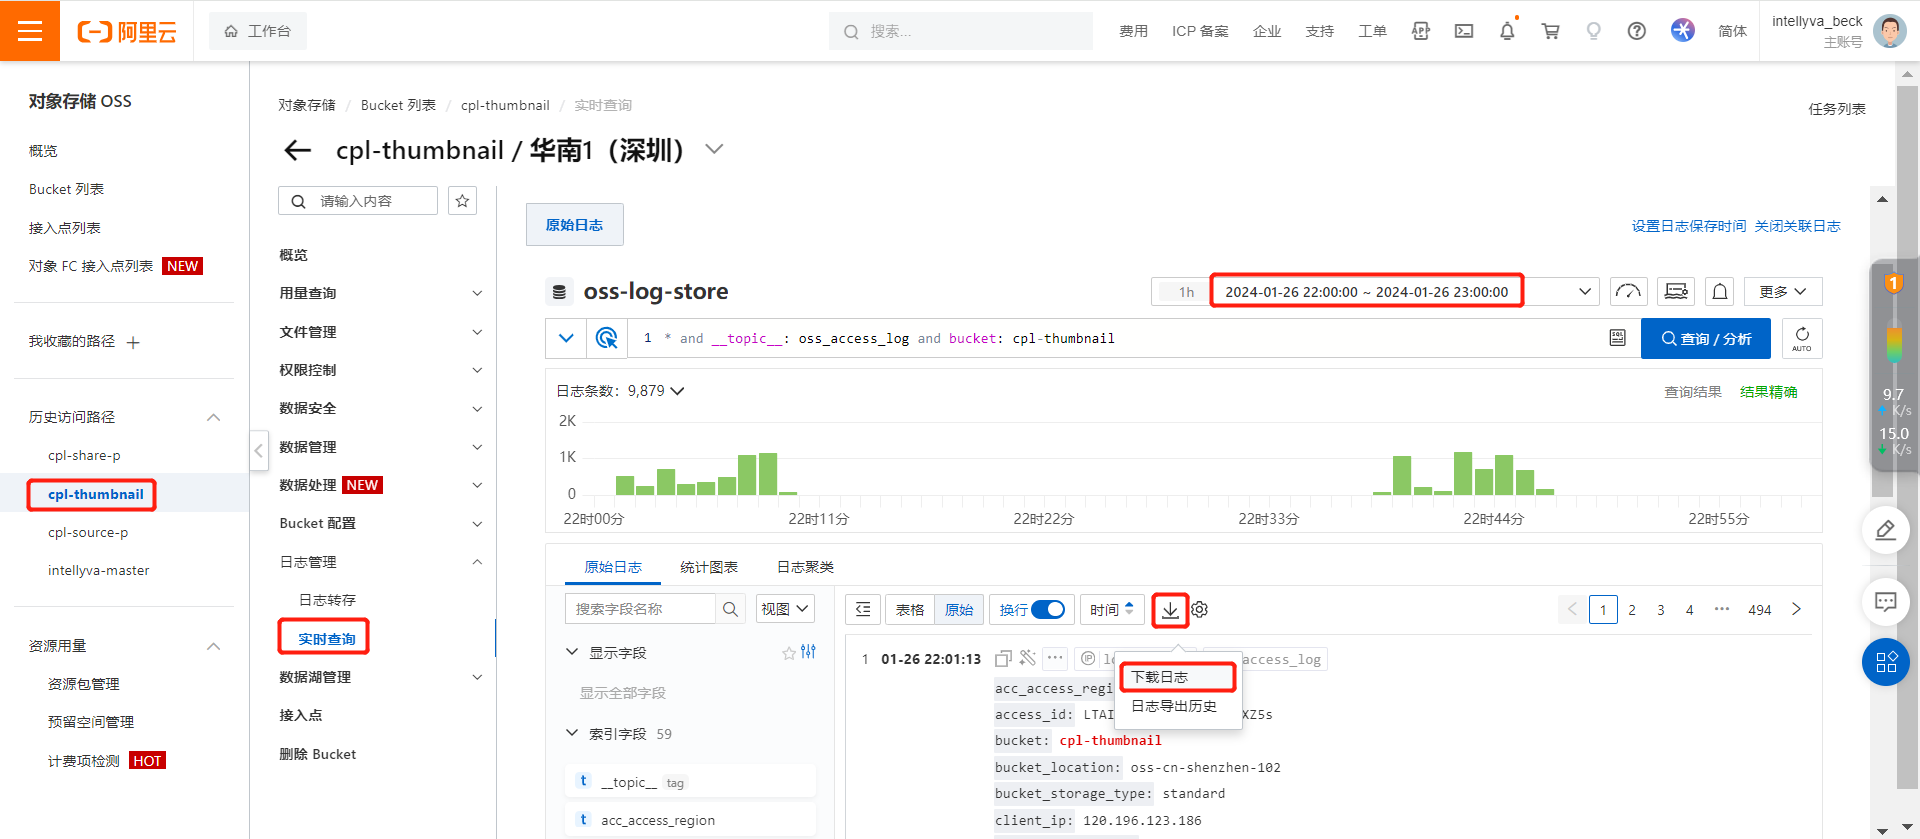 阿里云
工作台
搜索...
费用
ICP 备案
企业
支持
工单
APP
简体
intellyva_beck
主账号
对象存储 OSS
概览
Bucket 列表
接入点列表
对象 FC 接入点列表 NEW
我收藏的路径
历史访问路径
cpl-share-p
cpl-thumbnail
cpl-source-p
intellyva-master
资源用量
资源包管理
预留空间管理
计费项检测 HOT
对象存储 / Bucket 列表 / cpl-thumbnail / 实时查询
任务列表
cpl-thumbnail / 华南1（深圳）
请输入内容
概览
用量查询
文件管理
权限控制
数据安全
数据管理
数据处理 NEW
Bucket 配置
日志管理
日志转存
实时查询
数据湖管理
接入点
删除 Bucket
原始日志
设置日志保存时间 关闭关联日志
oss-log-store
1h
2024-01-26 22:00:00 ~ 2024-01-26 23:00:00
更多
1 * and __topic__: oss_access_log and bucket: cpl-thumbnail
SQL
查询 / 分析
AUTO
日志条数：9,879
查询结果 结果精确
2K
1K
0
22时00分
22时11分
22时22分
22时33分
22时44分
22时55分
原始日志
统计图表
日志聚类
搜索字段名称
视图
表格
原始
换行
时间
1
2
3
4
494
显示字段
显示全部字段
索引字段 59
t __topic__ tag
t acc_access_region
1 01-26 22:01:13
IP
access_log
下载日志
日志导出历史
acc_access_regi
access_id: LTAI XZ5s
bucket: cpl-thumbnail
bucket_location: oss-cn-shenzhen-102
bucket_storage_type: standard
client_ip: 120.196.123.186
1
9.7
K/s
15.0
K/s